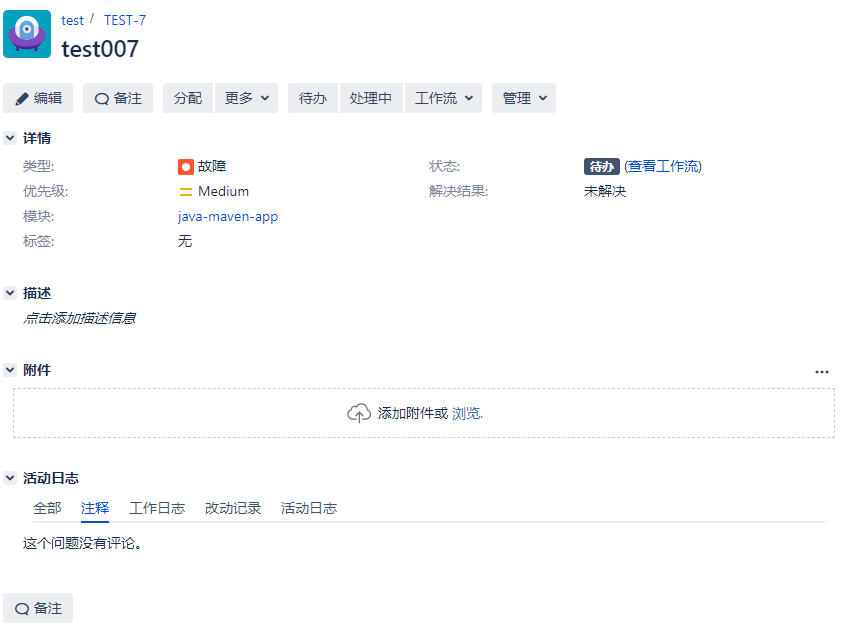 test / TEST-7
test007
编辑 备注 分配 更多 待办 处理中 工作流 管理
详情
类型: 故障 状态: 待办 (查看工作流)
优先级: Medium 解决结果: 未解决
模块: java-maven-app
标签: 无
描述
点击添加描述信息
附件 ...
添加附件或 浏览.
活动日志
全部 注释 工作日志 改动记录 活动日志
这个问题没有评论。
备注